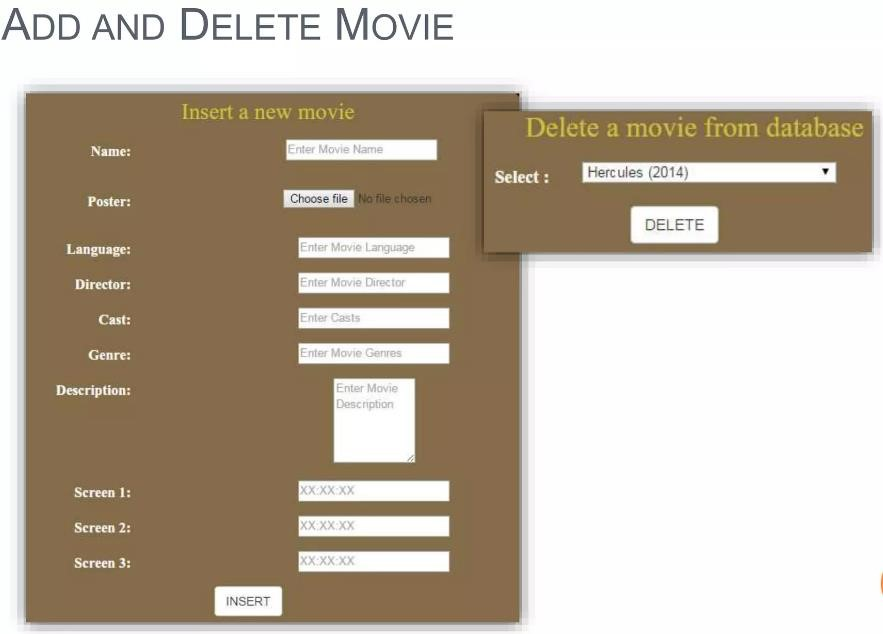 ADD AND DELETE MOVIE
Insert a new movie
Name: Enter Movie Name
Poster: Choose file No file chosen
Language: Enter Movie Language
Director: Enter Movie Director
Cast: Enter Casts
Genre: Enter Movie Genres
Description: Enter Movie
Description
Screen 1: XX:XX:XX
Screen 2: XX:XX:XX
Screen 3: XX:XX:XX
INSERT
Delete a movie from database
Select : Hercules (2014)
DELETE